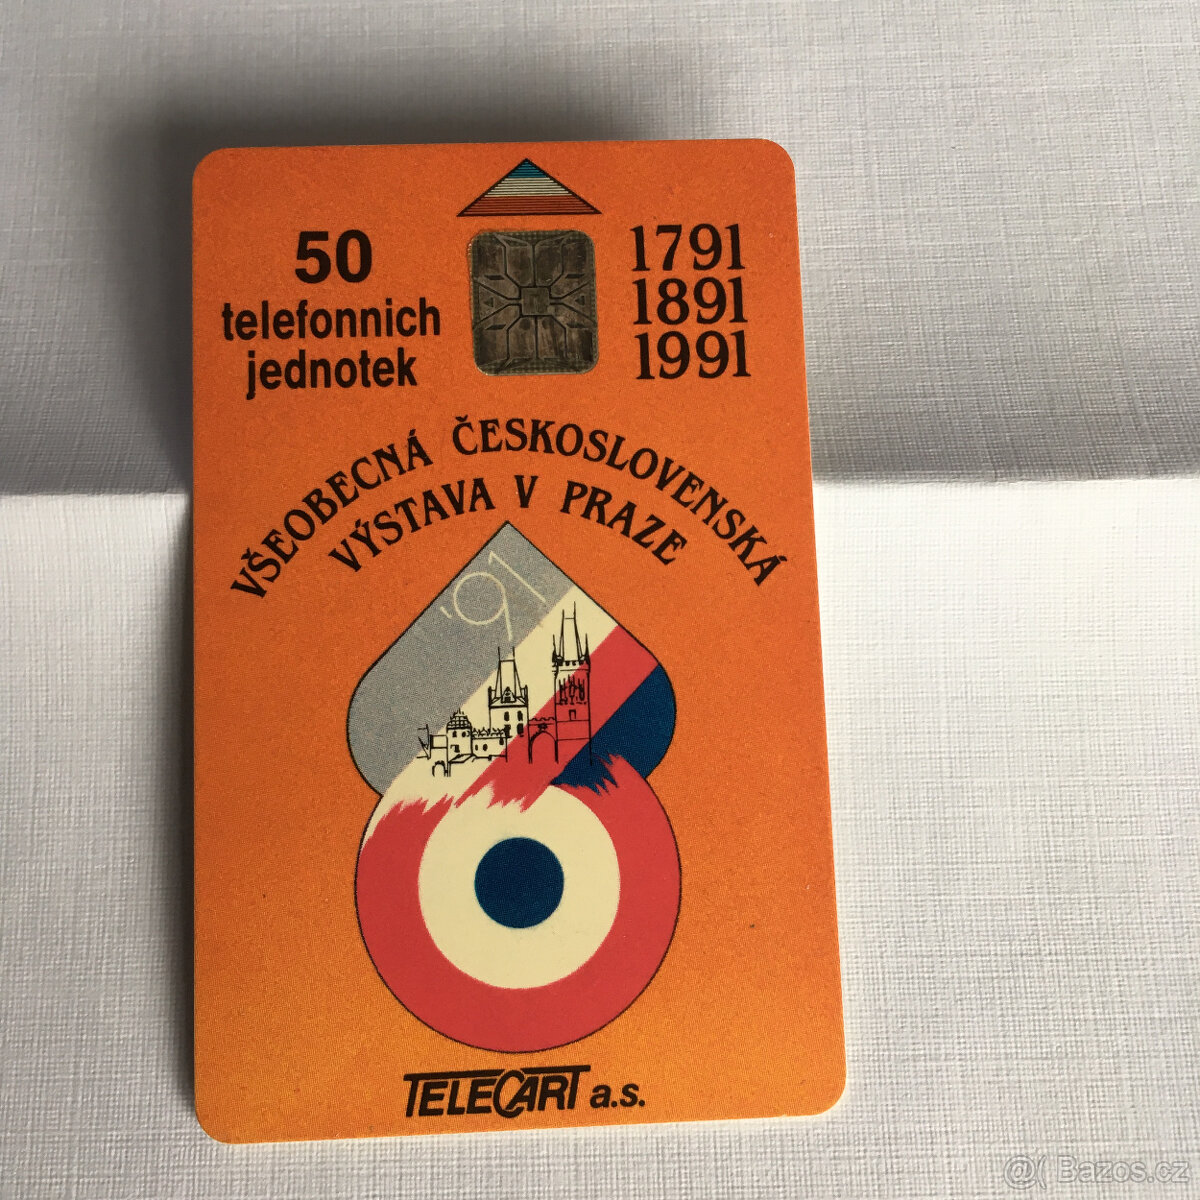 50
telefonnich
jednotek
1791
1891
1991
VŠEOBECNÁ ČESKOSLOVENSKÁ
VÝSTAVA V PRAZE
'91
TELECART a.s.
@( Bazos.cz